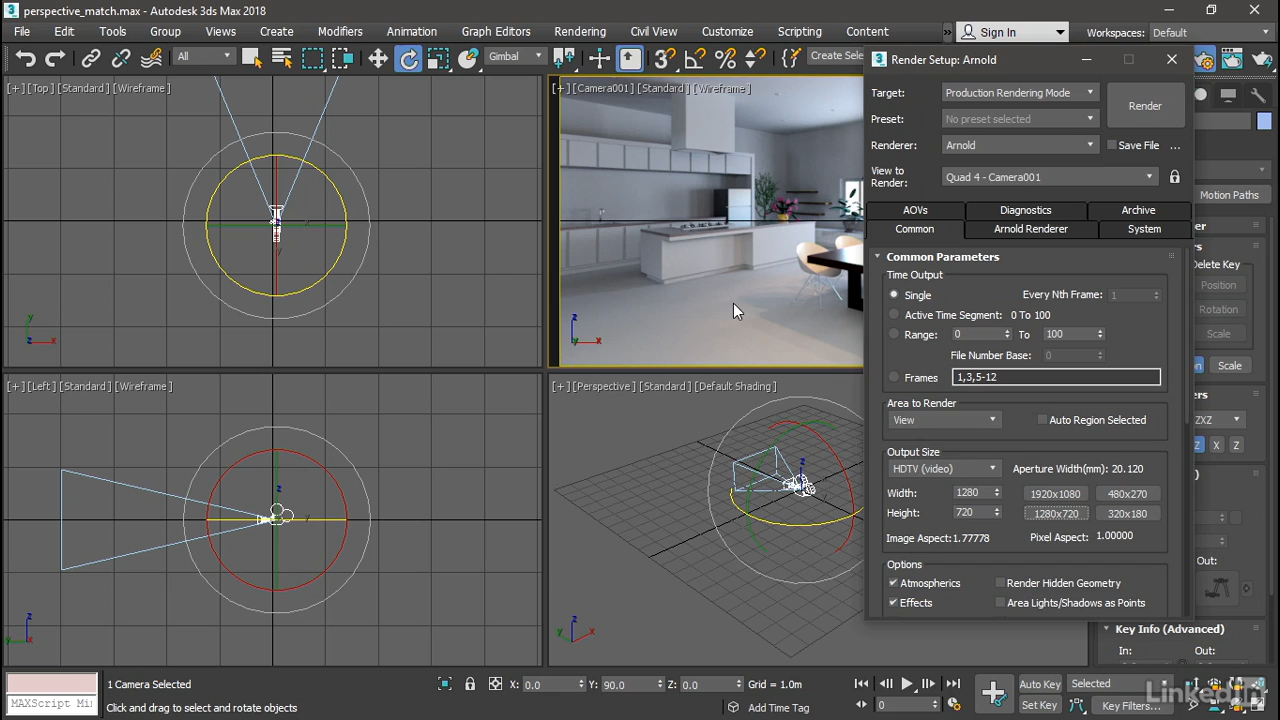 perspective_match.max - Autodesk 3ds Max 2018
File Edit Tools Group Views Create Modifiers Animation Graph Editors Rendering Civil View Customize Scripting Content » Sign In Workspaces: Default
All Gimbal Create Selec
[+] [Top] [Standard] [Wireframe]
[+] [Camera001] [Standard] [Wireframe]
[+] [Left] [Standard] [Wireframe]
[+] [Perspective] [Standard] [Default Shading]
Render Setup: Arnold
Target: Production Rendering Mode
Render
Preset: No preset selected
Renderer: Arnold Save File ...
View to Render: Quad 4 - Camera001
AOVs Diagnostics Archive
Common Arnold Renderer System
Common Parameters
Time Output
Single Every Nth Frame: 1
Active Time Segment: 0 To 100
Range: 0 To 100
File Number Base: 0
Frames 1,3,5-12
Area to Render
View Auto Region Selected
Output Size
HDTV (video) Aperture Width(mm): 20.120
Width: 1280 1920x1080 480x270
Height: 720 1280x720 320x180
Image Aspect: 1.77778 Pixel Aspect: 1.00000
Options
Atmospherics Render Hidden Geometry
Effects Area Lights/Shadows as Points
Motion Paths
Delete Key
Position
Rotation
Scale
Scale
ZXZ
X Z
Out:
Key Info (Advanced)
In: Out:
1 Camera Selected X: 0.0 Y: 90.0 Z: 0.0 Grid = 1.0m
MAXScript Mi Click and drag to select and rotate objects Add Time Tag
0
Auto Key Selected
Set Key Key Filters...
LinkedIn
x y z